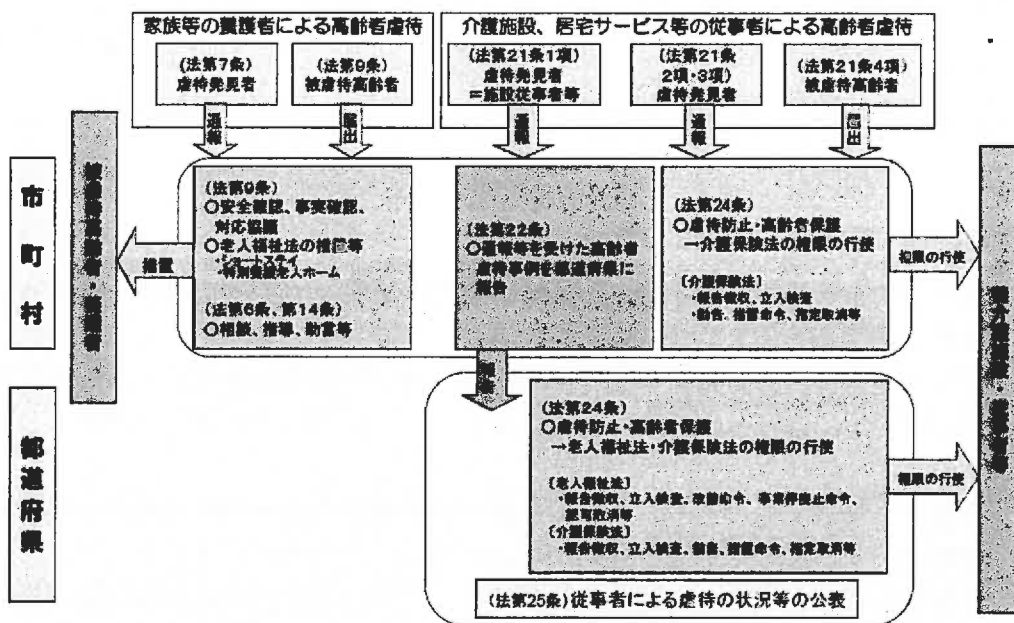 家族等の養護者による高齢者虐待
介護施設、居宅サービス等の従事者による高齢者虐待
(法第7条)
虐待発見者
(法第9条)
被虐待高齢者
(法第21条1項)
虐待発見者
＝施設従事者等
(法第21条
2項・3項)
虐待発見者
(法第21条4項)
被虐待高齢者
通報
届出
通報
通報
届出
市町村
(法第9条)
○安全確認、事実確認、
対応協議
○老人福祉法の措置等
・ショートステイ
・特別養護老人ホーム
(法第6条、第14条)
○相談、指導、助言等
措置
(法第22条)
○通報等を受けた高齢者
虐待事例を都道府県に
報告
(法第24条)
○虐待防止・高齢者保護
→介護保険法の権限の行使
〔介護保険法〕
・報告徴収、立入検査
・勧告、措置命令、指定取消等
権限の行使
報告
都道府県
(法第24条)
○虐待防止・高齢者保護
→老人福祉法・介護保険法の権限の行使
〔老人福祉法〕
・報告徴収、立入検査、改善命令、事業停廃止命令、
認可取消等
〔介護保険法〕
・報告徴収、立入検査、勧告、措置命令、指定取消等
権限の行使
(法第25条)従事者による虐待の状況等の公表